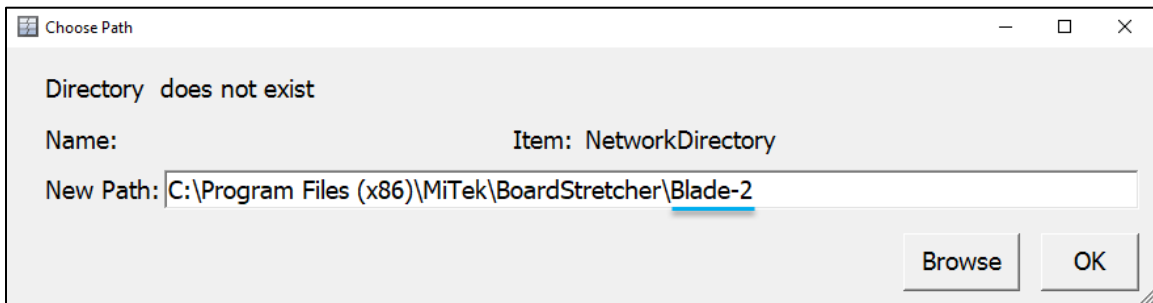 Choose Path
Directory  does not exist
Name: Item: NetworkDirectory
New Path: C:\Program Files (x86)\MiTek\BoardStretcher\Blade-2
Browse OK